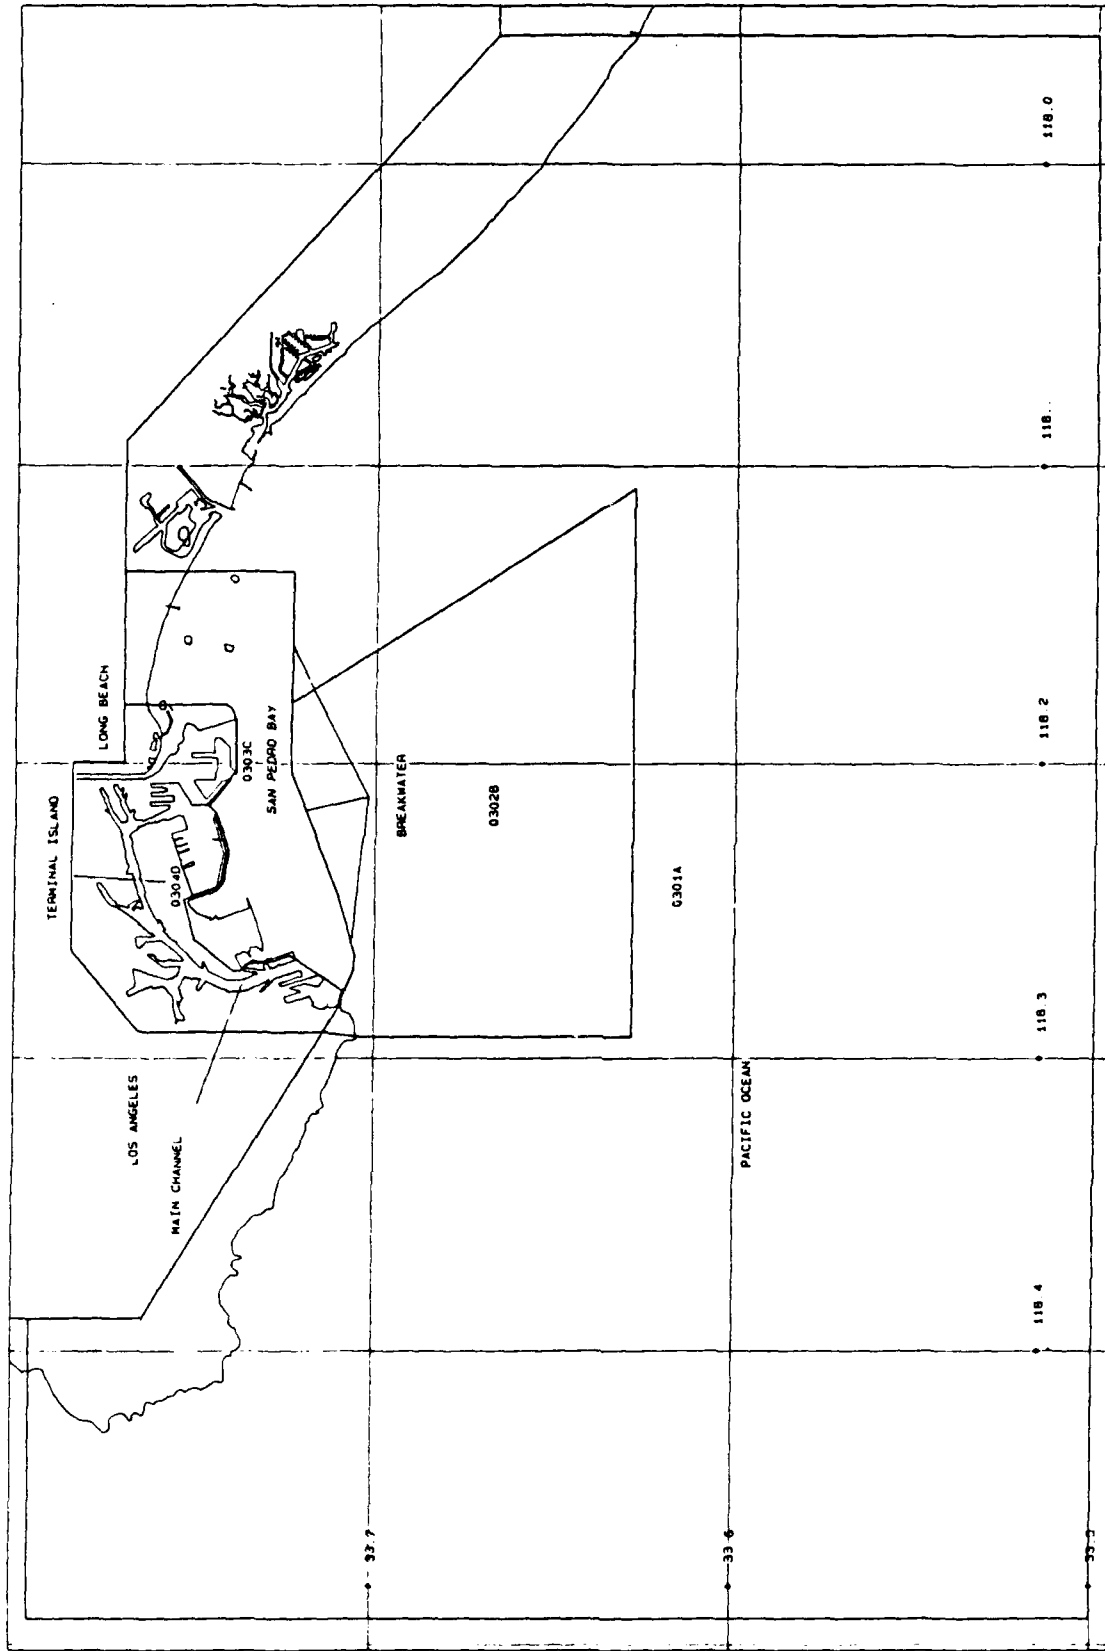 TERMINAL ISLAND
LONG BEACH
0304D
0303C
SAN PEDRO BAY
LOS ANGELES
MAIN CHANNEL
BREAKWATER
0302B
0301A
PACIFIC OCEAN
33.7
33.6
118.4
118.3
118.2
118.
118.0